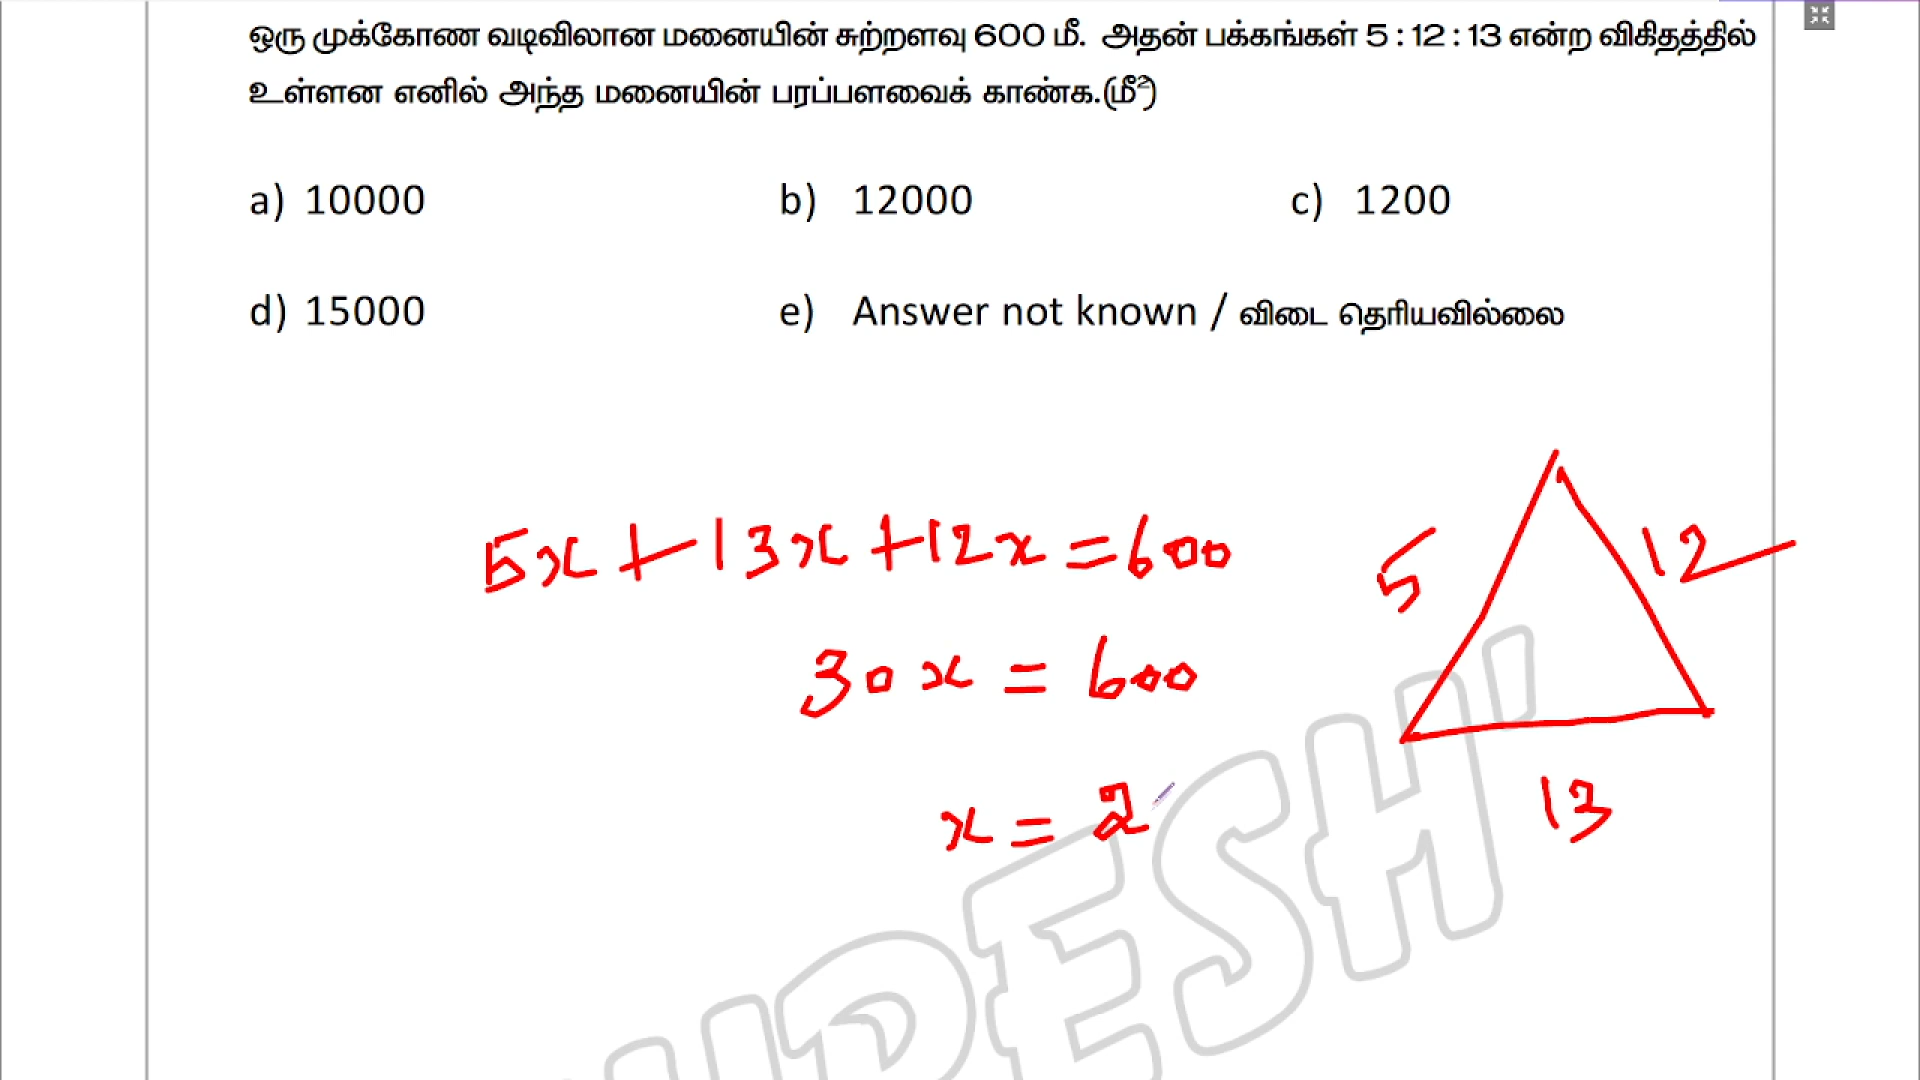 ஒரு முக்கோண வடிவிலான மனையின் சுற்றளவு 600 மீ. அதன் பக்கங்கள் 5 : 12 : 13 என்ற விகிதத்தில்
உள்ளன எனில் அந்த மனையின் பரப்பளவைக் காண்க.(மீ²)
a) 10000 b) 12000 c) 1200
d) 15000 e) Answer not known / விடை தெரியவில்லை
5x + 13x + 12x = 600
5 12
30x = 600
x = 2
13